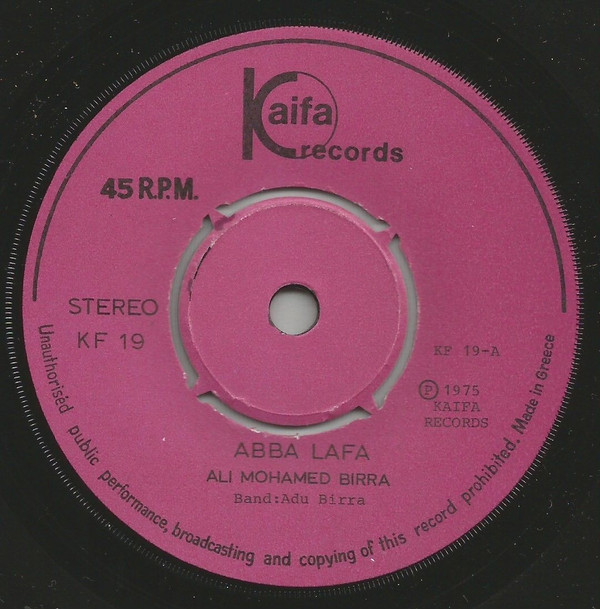 Kaifa
records
45 R.P.M.
STEREO
KF 19
KF 19-A
Ⓟ 1975
KAIFA
RECORDS
ABBA LAFA
ALI MOHAMED BIRRA
Band:Adu Birra
Unauthorised public performance, broadcasting and copying of this record prohibited. Made in Greece